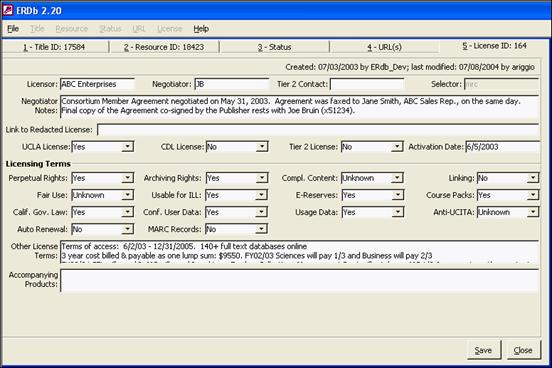 ERDb 2.20
File Title Resource Status URL License Help
1 - Title ID: 17584 2 - Resource ID: 18423 3 - Status 4 - URL(s) 5 - License ID: 164
Created: 07/03/2003 by ERDb_Dev; last modified: 07/08/2004 by ariggio
Licensor: ABC Enterprises Negotiator: JB Tier 2 Contact: Selector: mrc
Negotiator Notes: Consortium Member Agreement negotiated on May 31, 2003. Agreement was faxed to Jane Smith, ABC Sales Rep., on the same day.
Final copy of the Agreement co-signed by the Publisher rests with Joe Bruin (x51234).
Link to Redacted License:
UCLA License: Yes CDL License: No Tier 2 License: No Activation Date: 6/5/2003
Licensing Terms
Perpetual Rights: Yes Archiving Rights: Yes Compl. Content: Unknown Linking: No
Fair Use: Unknown Usable for ILL: Yes E-Reserves: Yes Course Packs: Yes
Calif. Gov. Law: Yes Conf. User Data: Yes Usage Data: Yes Anti-UCITA: Unknown
Auto Renewal: No MARC Records: No
Other License Terms: Terms of access: 6/2/03 - 12/31/2005. 140+ full text databases online
3 year cost billed & payable as one lump sum: $9550. FY02/03 Sciences will pay 1/3 and Business will pay 2/3
Accompanying Products:
Save Close